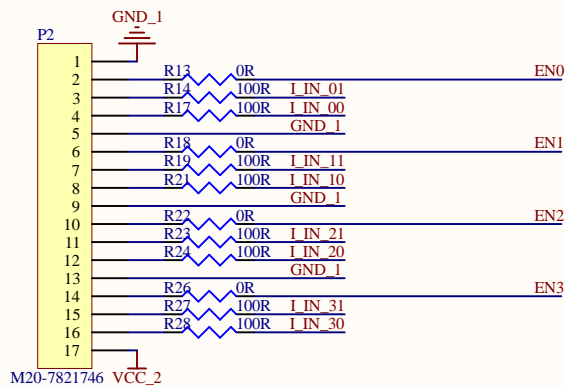 GND_1
P2
1
2 R13 0R EN0
3 R14 100R I_IN_01
4 R17 100R I_IN_00
5 GND_1
6 R18 0R EN1
7 R19 100R I_IN_11
8 R21 100R I_IN_10
9 GND_1
10 R22 0R EN2
11 R23 100R I_IN_21
12 R24 100R I_IN_20
13 GND_1
14 R26 0R EN3
15 R27 100R I_IN_31
16 R28 100R I_IN_30
17
M20-7821746 VCC_2